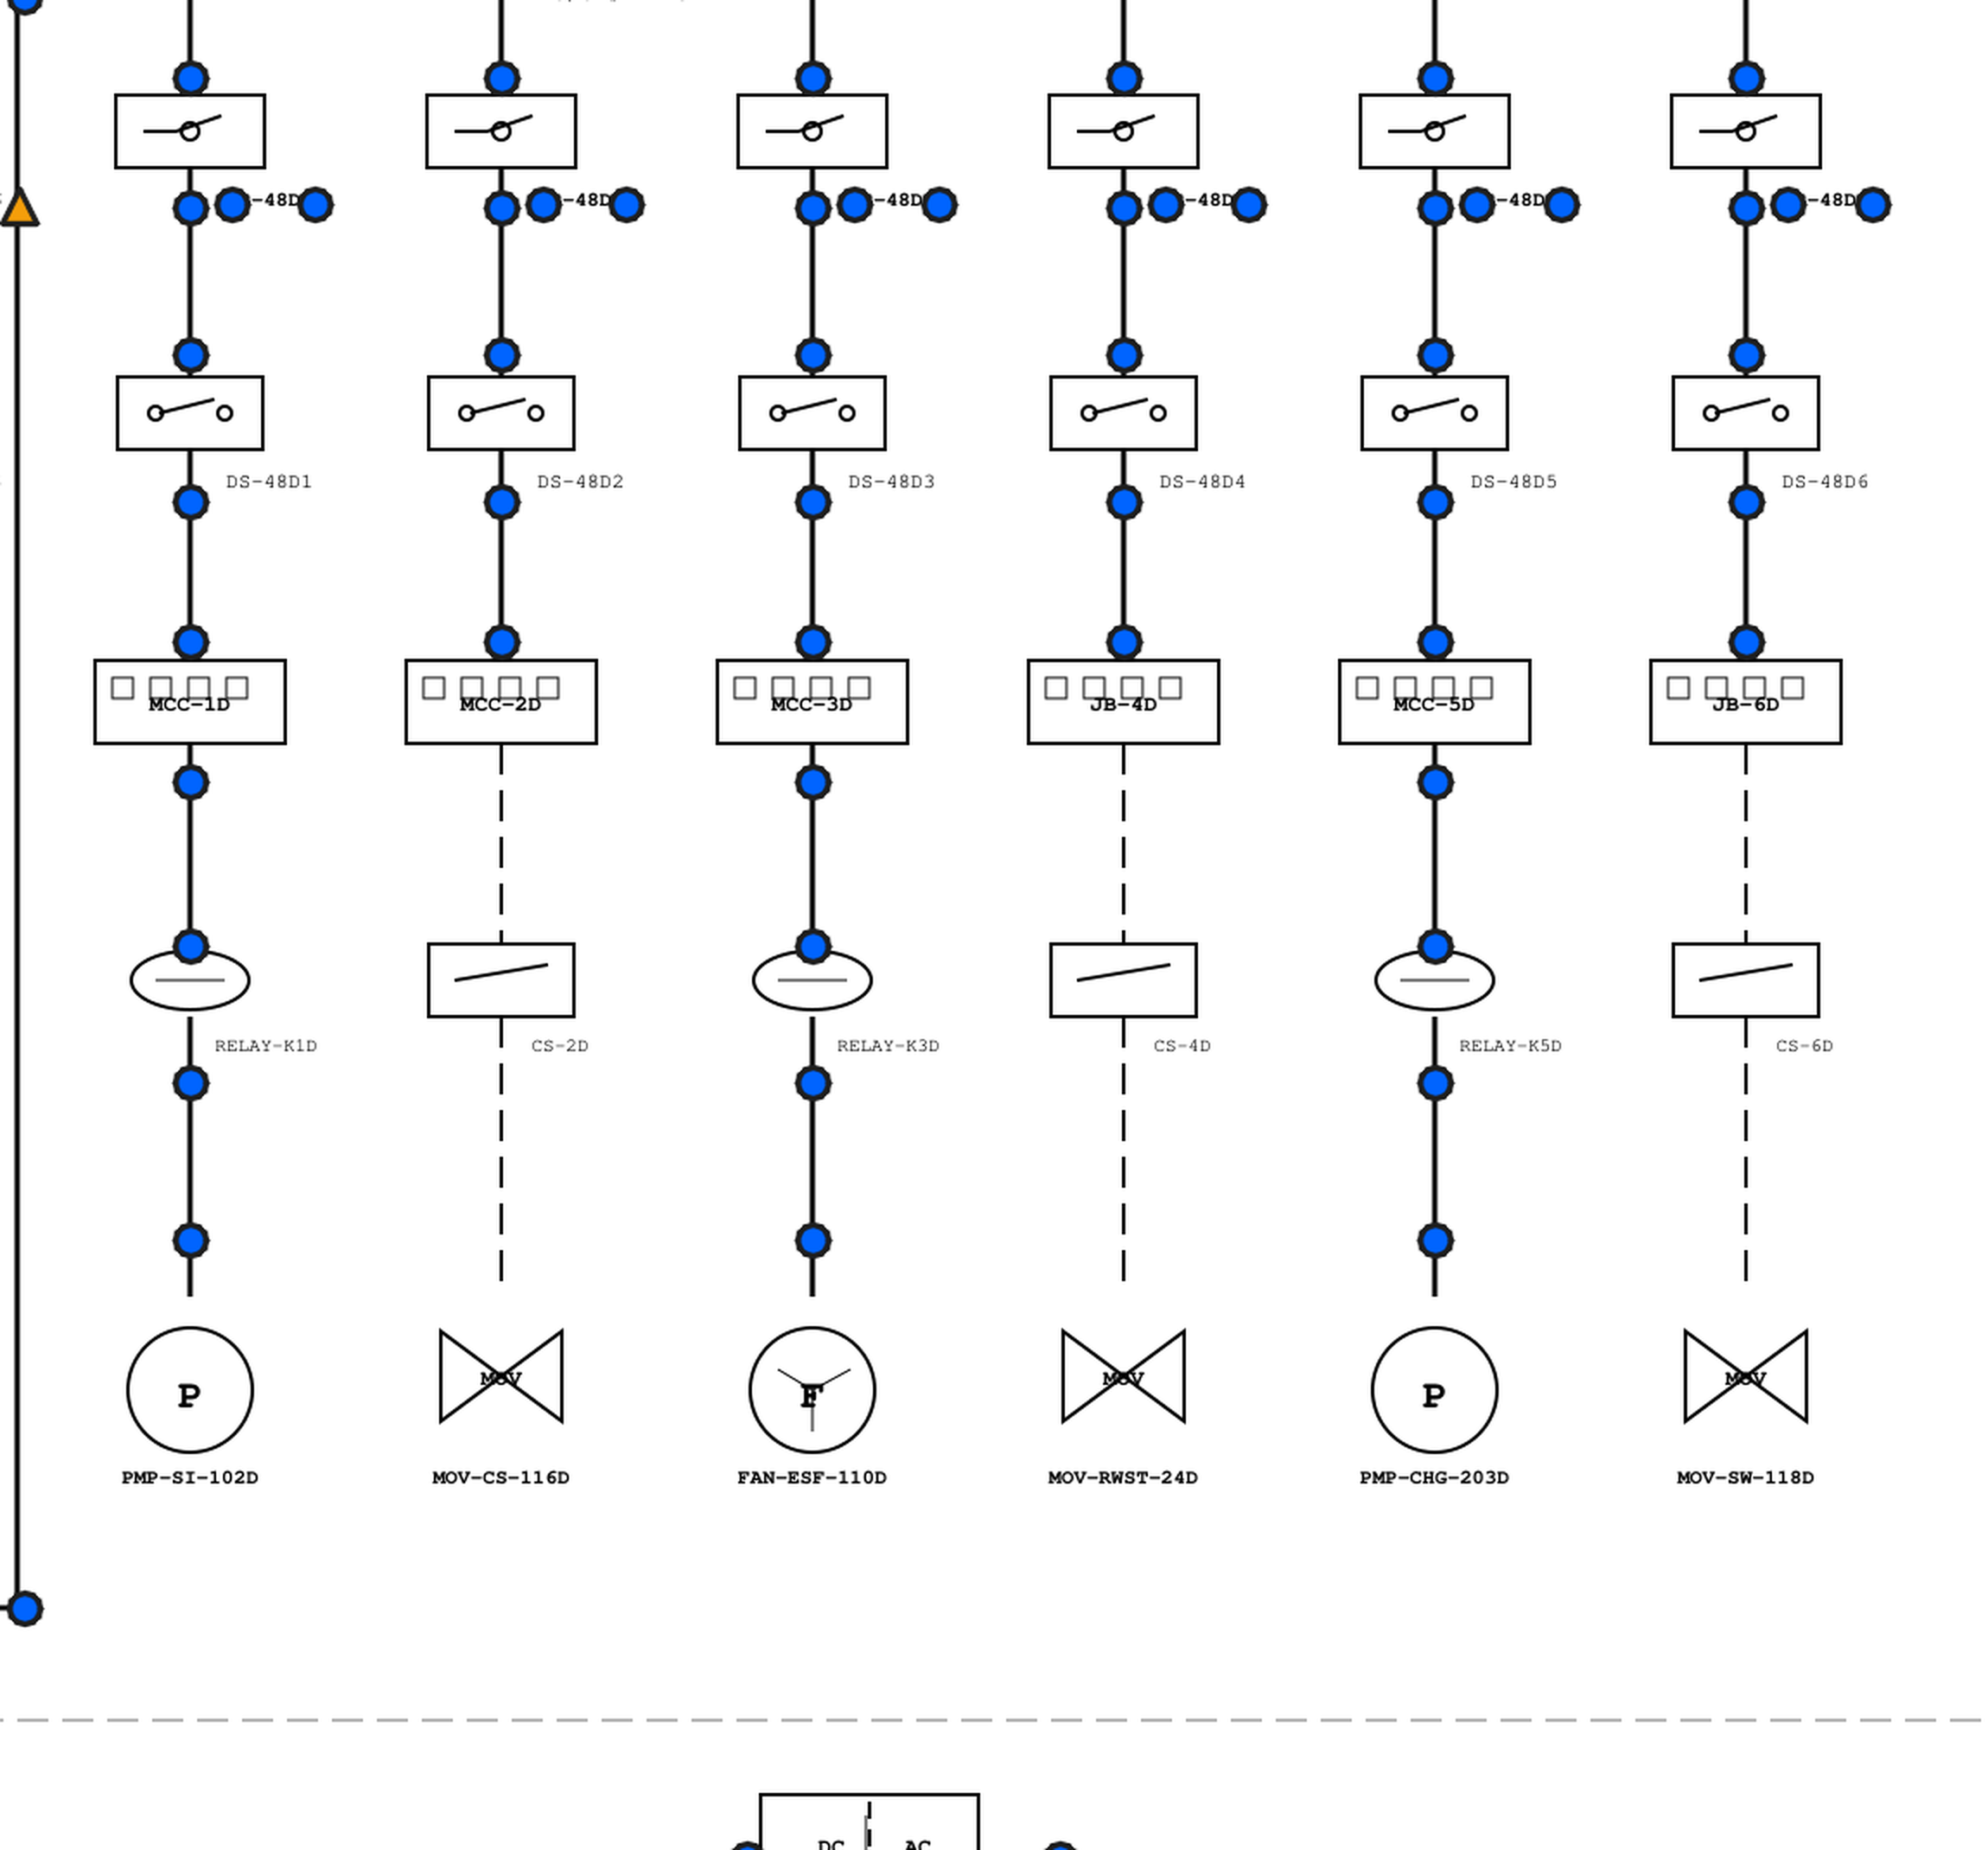 -48D -48D -48D -48D -48D -48D
DS-48D1 DS-48D2 DS-48D3 DS-48D4 DS-48D5 DS-48D6
MCC-1D MCC-2D MCC-3D JB-4D MCC-5D JB-6D
RELAY-K1D CS-2D RELAY-K3D CS-4D RELAY-K5D CS-6D
P MOV F MOV P MOV
PMP-SI-102D MOV-CS-116D FAN-ESF-110D MOV-RWST-24D PMP-CHG-203D MOV-SW-118D
DC AC